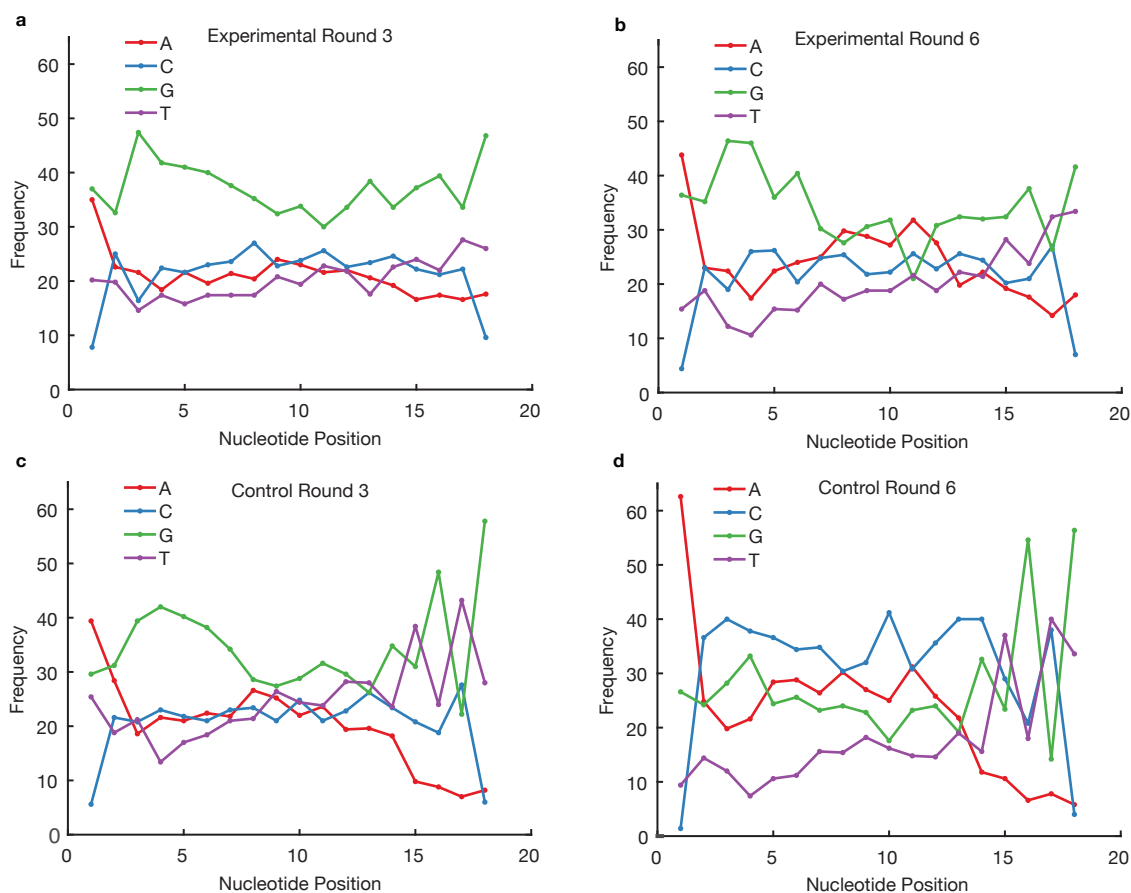 a
Experimental Round 3
A
C
G
T
60
50
40
30
20
10
0
Frequency
0 5 10 15 20
Nucleotide Position
b
Experimental Round 6
A
C
G
T
60
50
40
30
20
10
0
Frequency
0 5 10 15 20
Nucleotide Position
c
Control Round 3
A
C
G
T
60
50
40
30
20
10
0
Frequency
0 5 10 15 20
Nucleotide Position
d
Control Round 6
A
C
G
T
60
50
40
30
20
10
0
Frequency
0 5 10 15 20
Nucleotide Position